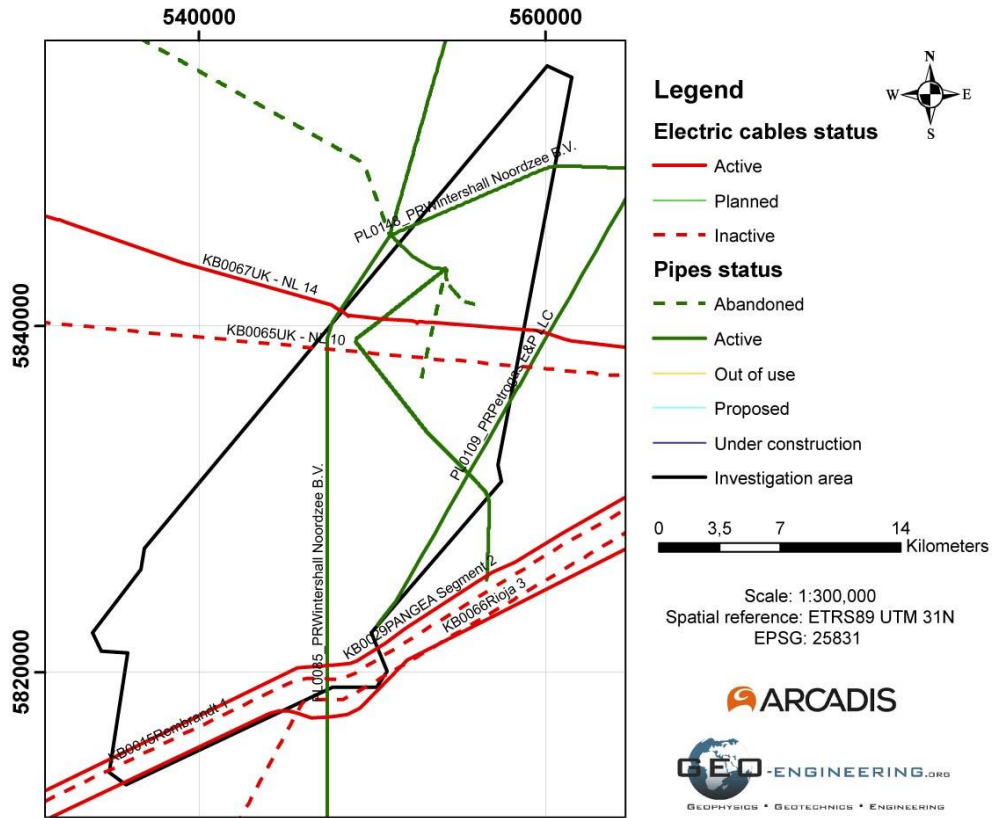 540000
560000
5840000
5820000
PL0148_PRWintershall Noordzee B.V.
KB0067UK - NL 14
KB0065UK - NL 10
PL0109_PRPetrogas E&P LLC
PL0085_PRWintershall Noordzee B.V.
KB0029PANGEA Segment 2
KB0066Rioja 3
KB0015Rembrandt 1
N
W
E
S
Legend
Electric cables status
Active
Planned
Inactive
Pipes status
Abandoned
Active
Out of use
Proposed
Under construction
Investigation area
0 3,5 7 14
Kilometers
Scale: 1:300,000
Spatial reference: ETRS89 UTM 31N
EPSG: 25831
ARCADIS
GEO-ENGINEERING.ORG
GEOPHYSICS • GEOTECHNICS • ENGINEERING